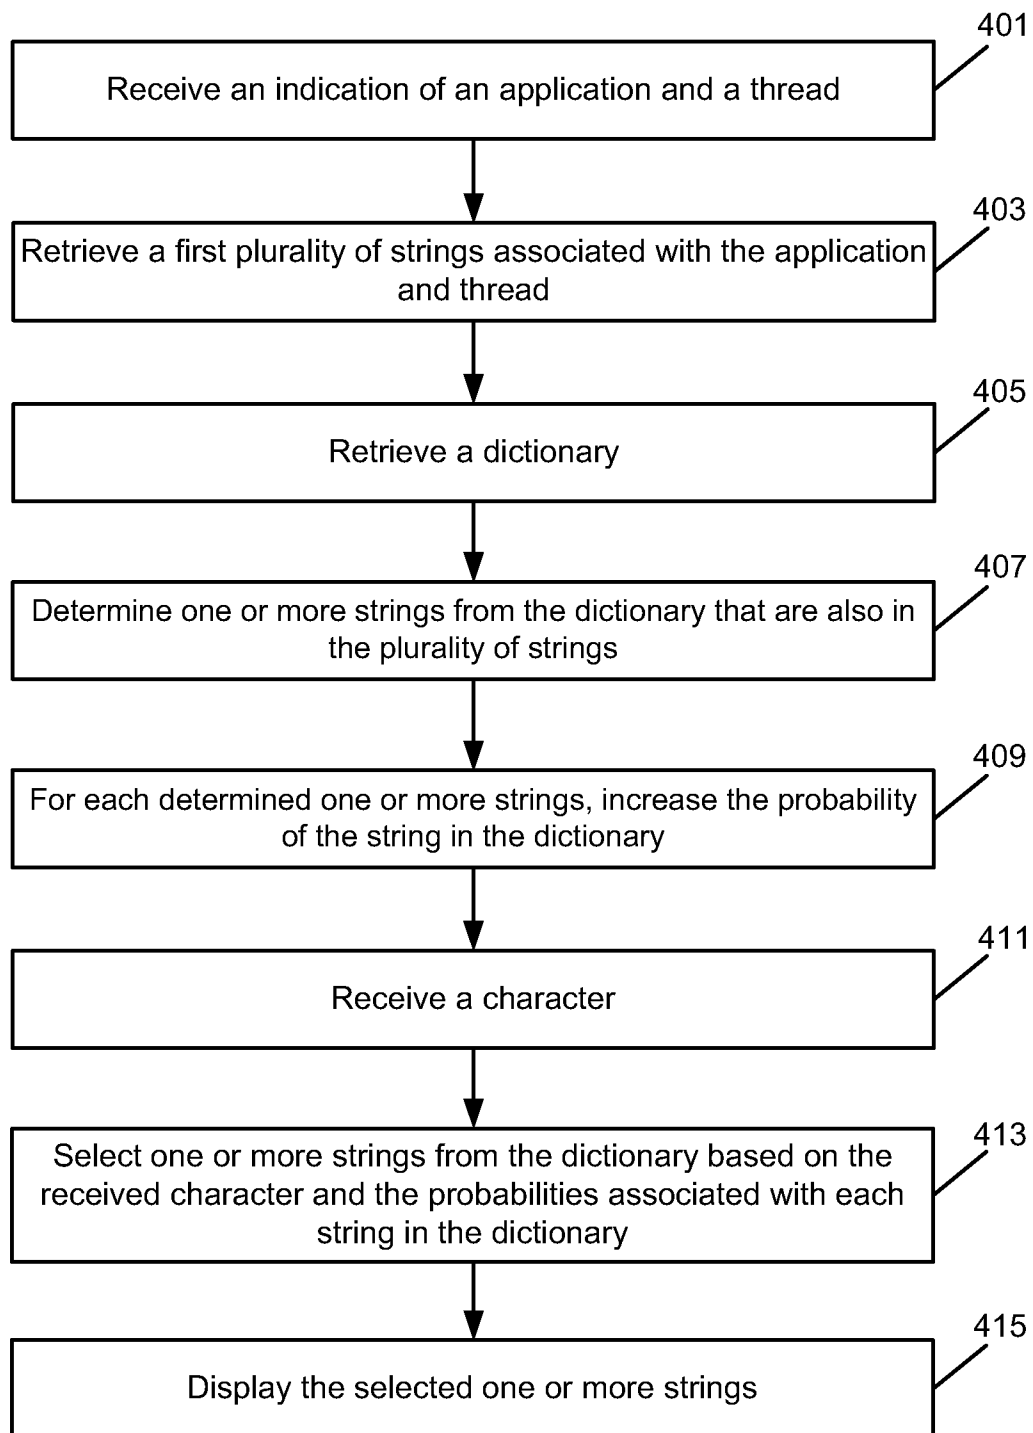 401
Receive an indication of an application and a thread
403
Retrieve a first plurality of strings associated with the application
and thread
405
Retrieve a dictionary
407
Determine one or more strings from the dictionary that are also in
the plurality of strings
409
For each determined one or more strings, increase the probability
of the string in the dictionary
411
Receive a character
413
Select one or more strings from the dictionary based on the
received character and the probabilities associated with each
string in the dictionary
415
Display the selected one or more strings